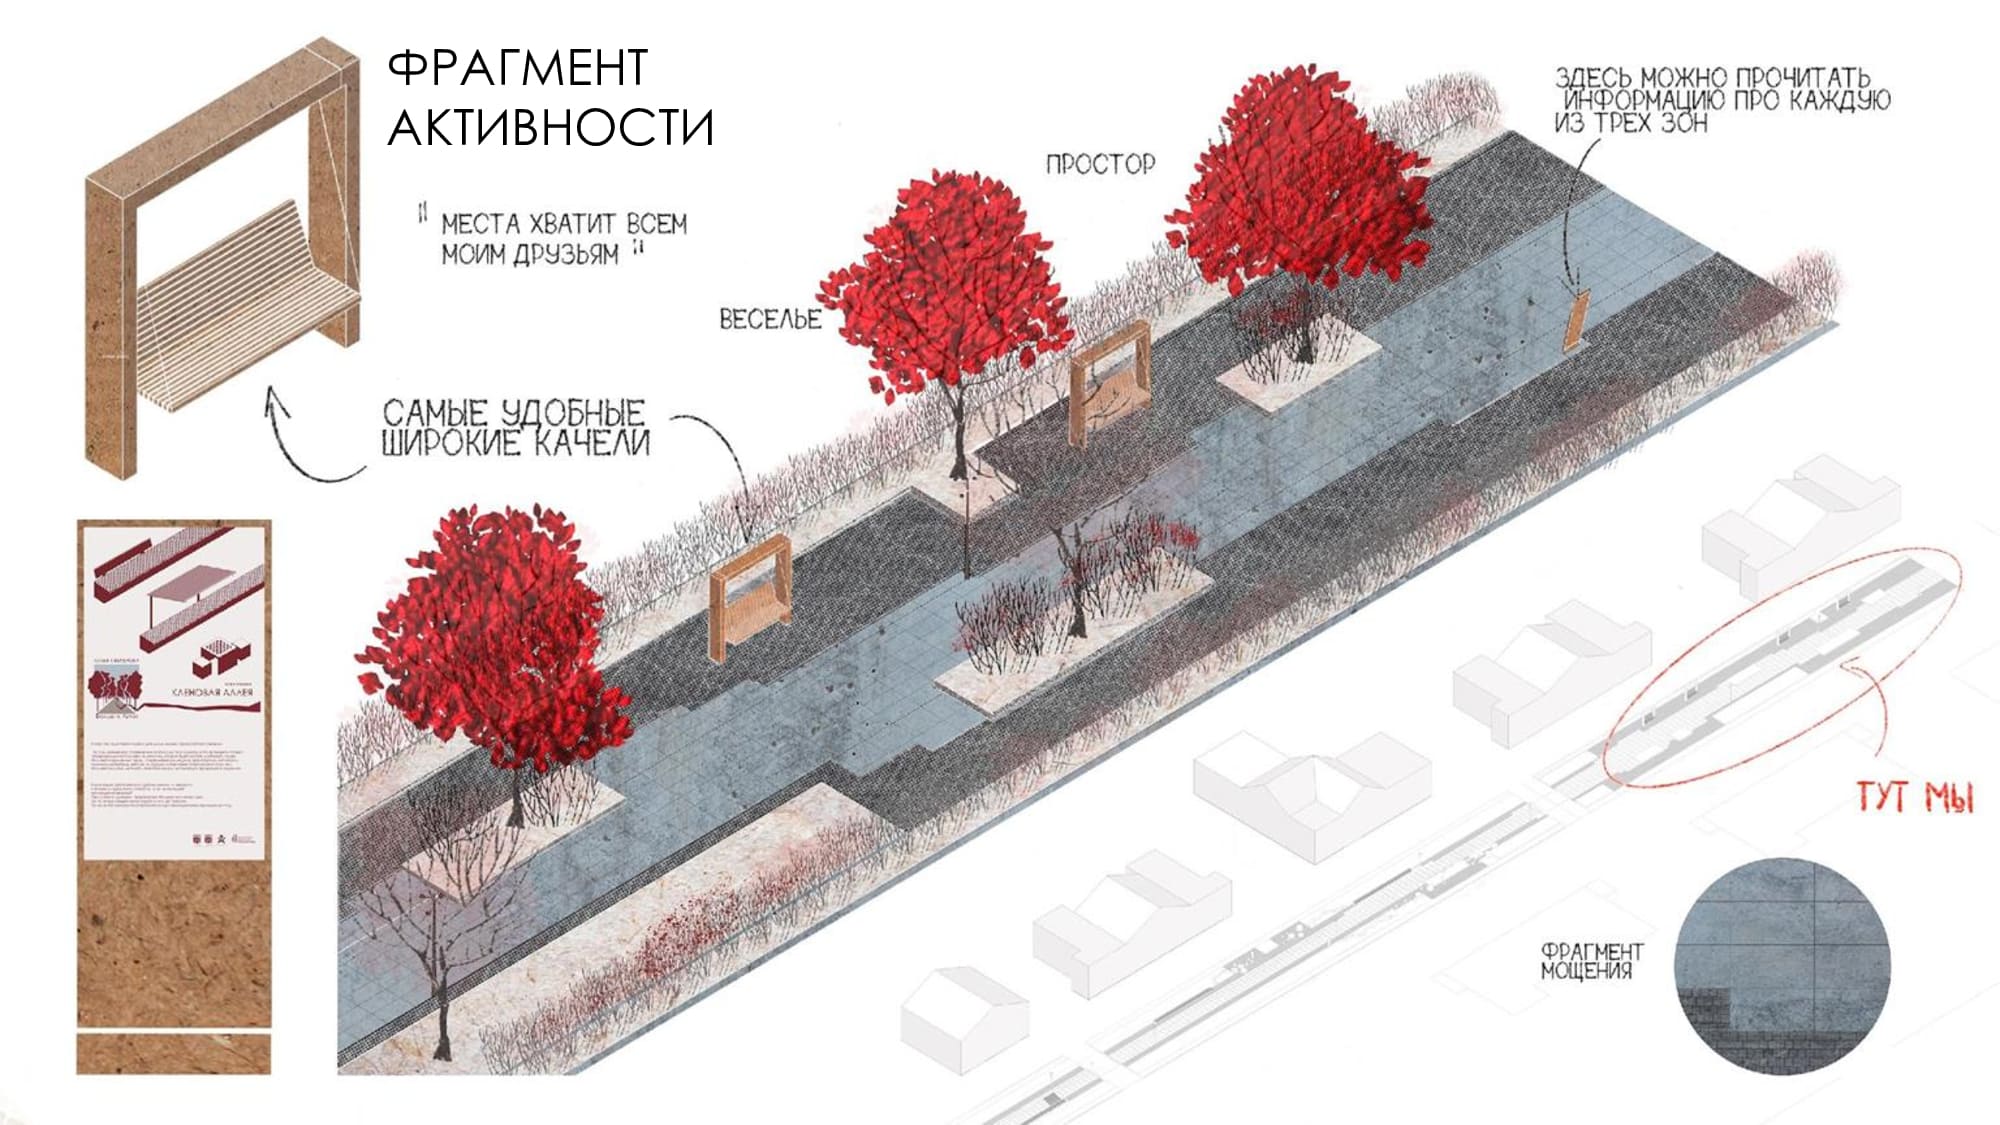 ФРАГМЕНТ
АКТИВНОСТИ
" МЕСТА ХВАТИТ ВСЕМ
МОИМ ДРУЗЬЯМ "
ВЕСЕЛЬЕ
ПРОСТОР
ЗДЕСЬ МОЖНО ПРОЧИТАТЬ
ИНФОРМАЦИЮ ПРО КАЖДУЮ
ИЗ ТРЕХ ЗОН
САМЫЕ УДОБНЫЕ
ШИРОКИЕ КАЧЕЛИ
КЛЕНОВАЯ АЛЛЕЯ
ТУТ МЫ
ФРАГМЕНТ
МОЩЕНИЯ